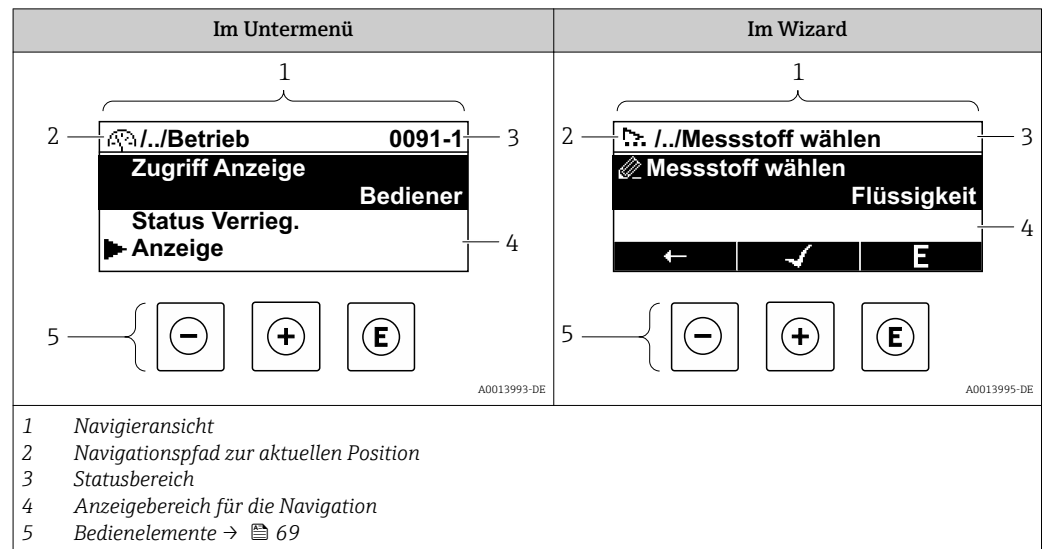 Im Untermenü
Im Wizard
1
2
/../Betrieb 0091-1
3
Zugriff Anzeige
Bediener
Status Verrieg.
Anzeige
4
5
E
A0013993-DE
1
2
/../Messstoff wählen
3
Messstoff wählen
Flüssigkeit
4
E
5
E
A0013995-DE
1 Navigieransicht
2 Navigationspfad zur aktuellen Position
3 Statusbereich
4 Anzeigebereich für die Navigation
5 Bedienelemente → 69